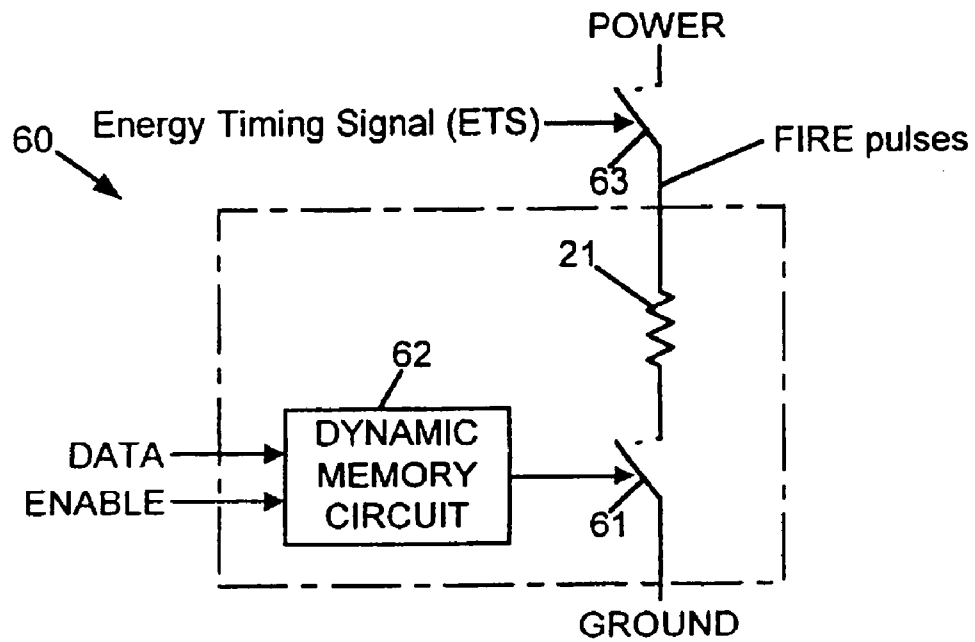 POWER
Energy Timing Signal (ETS)
60
FIRE pulses
63
21
62
DYNAMIC
MEMORY
CIRCUIT
DATA
ENABLE
61
GROUND